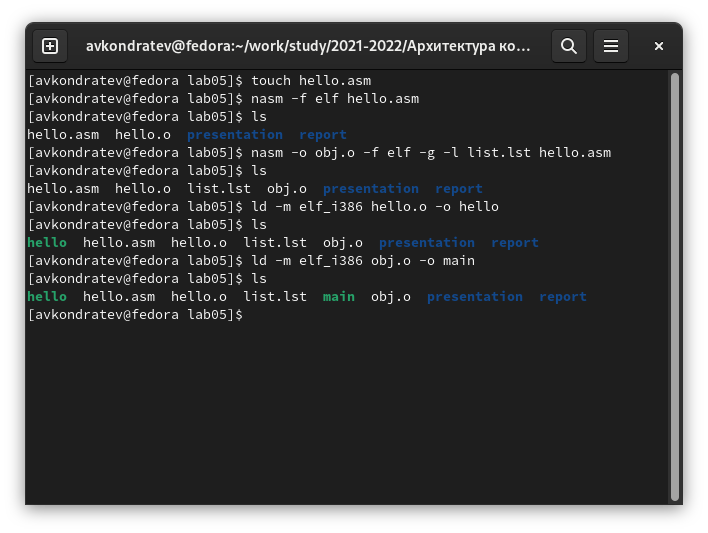 avkondratev@fedora:~/work/study/2021-2022/Архитектура ко…
[avkondratev@fedora lab05]$ touch hello.asm
[avkondratev@fedora lab05]$ nasm -f elf hello.asm
[avkondratev@fedora lab05]$ ls
hello.asm  hello.o  presentation  report
[avkondratev@fedora lab05]$ nasm -o obj.o -f elf -g -l list.lst hello.asm
[avkondratev@fedora lab05]$ ls
hello.asm  hello.o  list.lst  obj.o  presentation  report
[avkondratev@fedora lab05]$ ld -m elf_i386 hello.o -o hello
[avkondratev@fedora lab05]$ ls
hello  hello.asm  hello.o  list.lst  obj.o  presentation  report
[avkondratev@fedora lab05]$ ld -m elf_i386 obj.o -o main
[avkondratev@fedora lab05]$ ls
hello  hello.asm  hello.o  list.lst  main  obj.o  presentation  report
[avkondratev@fedora lab05]$